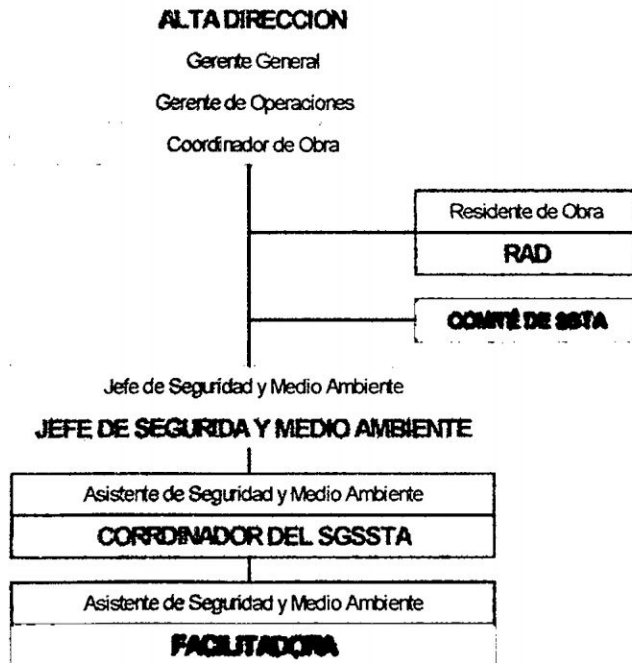 ALTA DIRECCION
Gerente General
Gerente de Operaciones
Coordinador de Obra
Residente de Obra
RAD
COMITÉ DE SSTA
Jefe de Seguridad y Medio Ambiente
JEFE DE SEGURIDA Y MEDIO AMBIENTE
Asistente de Seguridad y Medio Ambiente
CORRDINADOR DEL SGSSTA
Asistente de Seguridad y Medio Ambiente
FACILITADORA